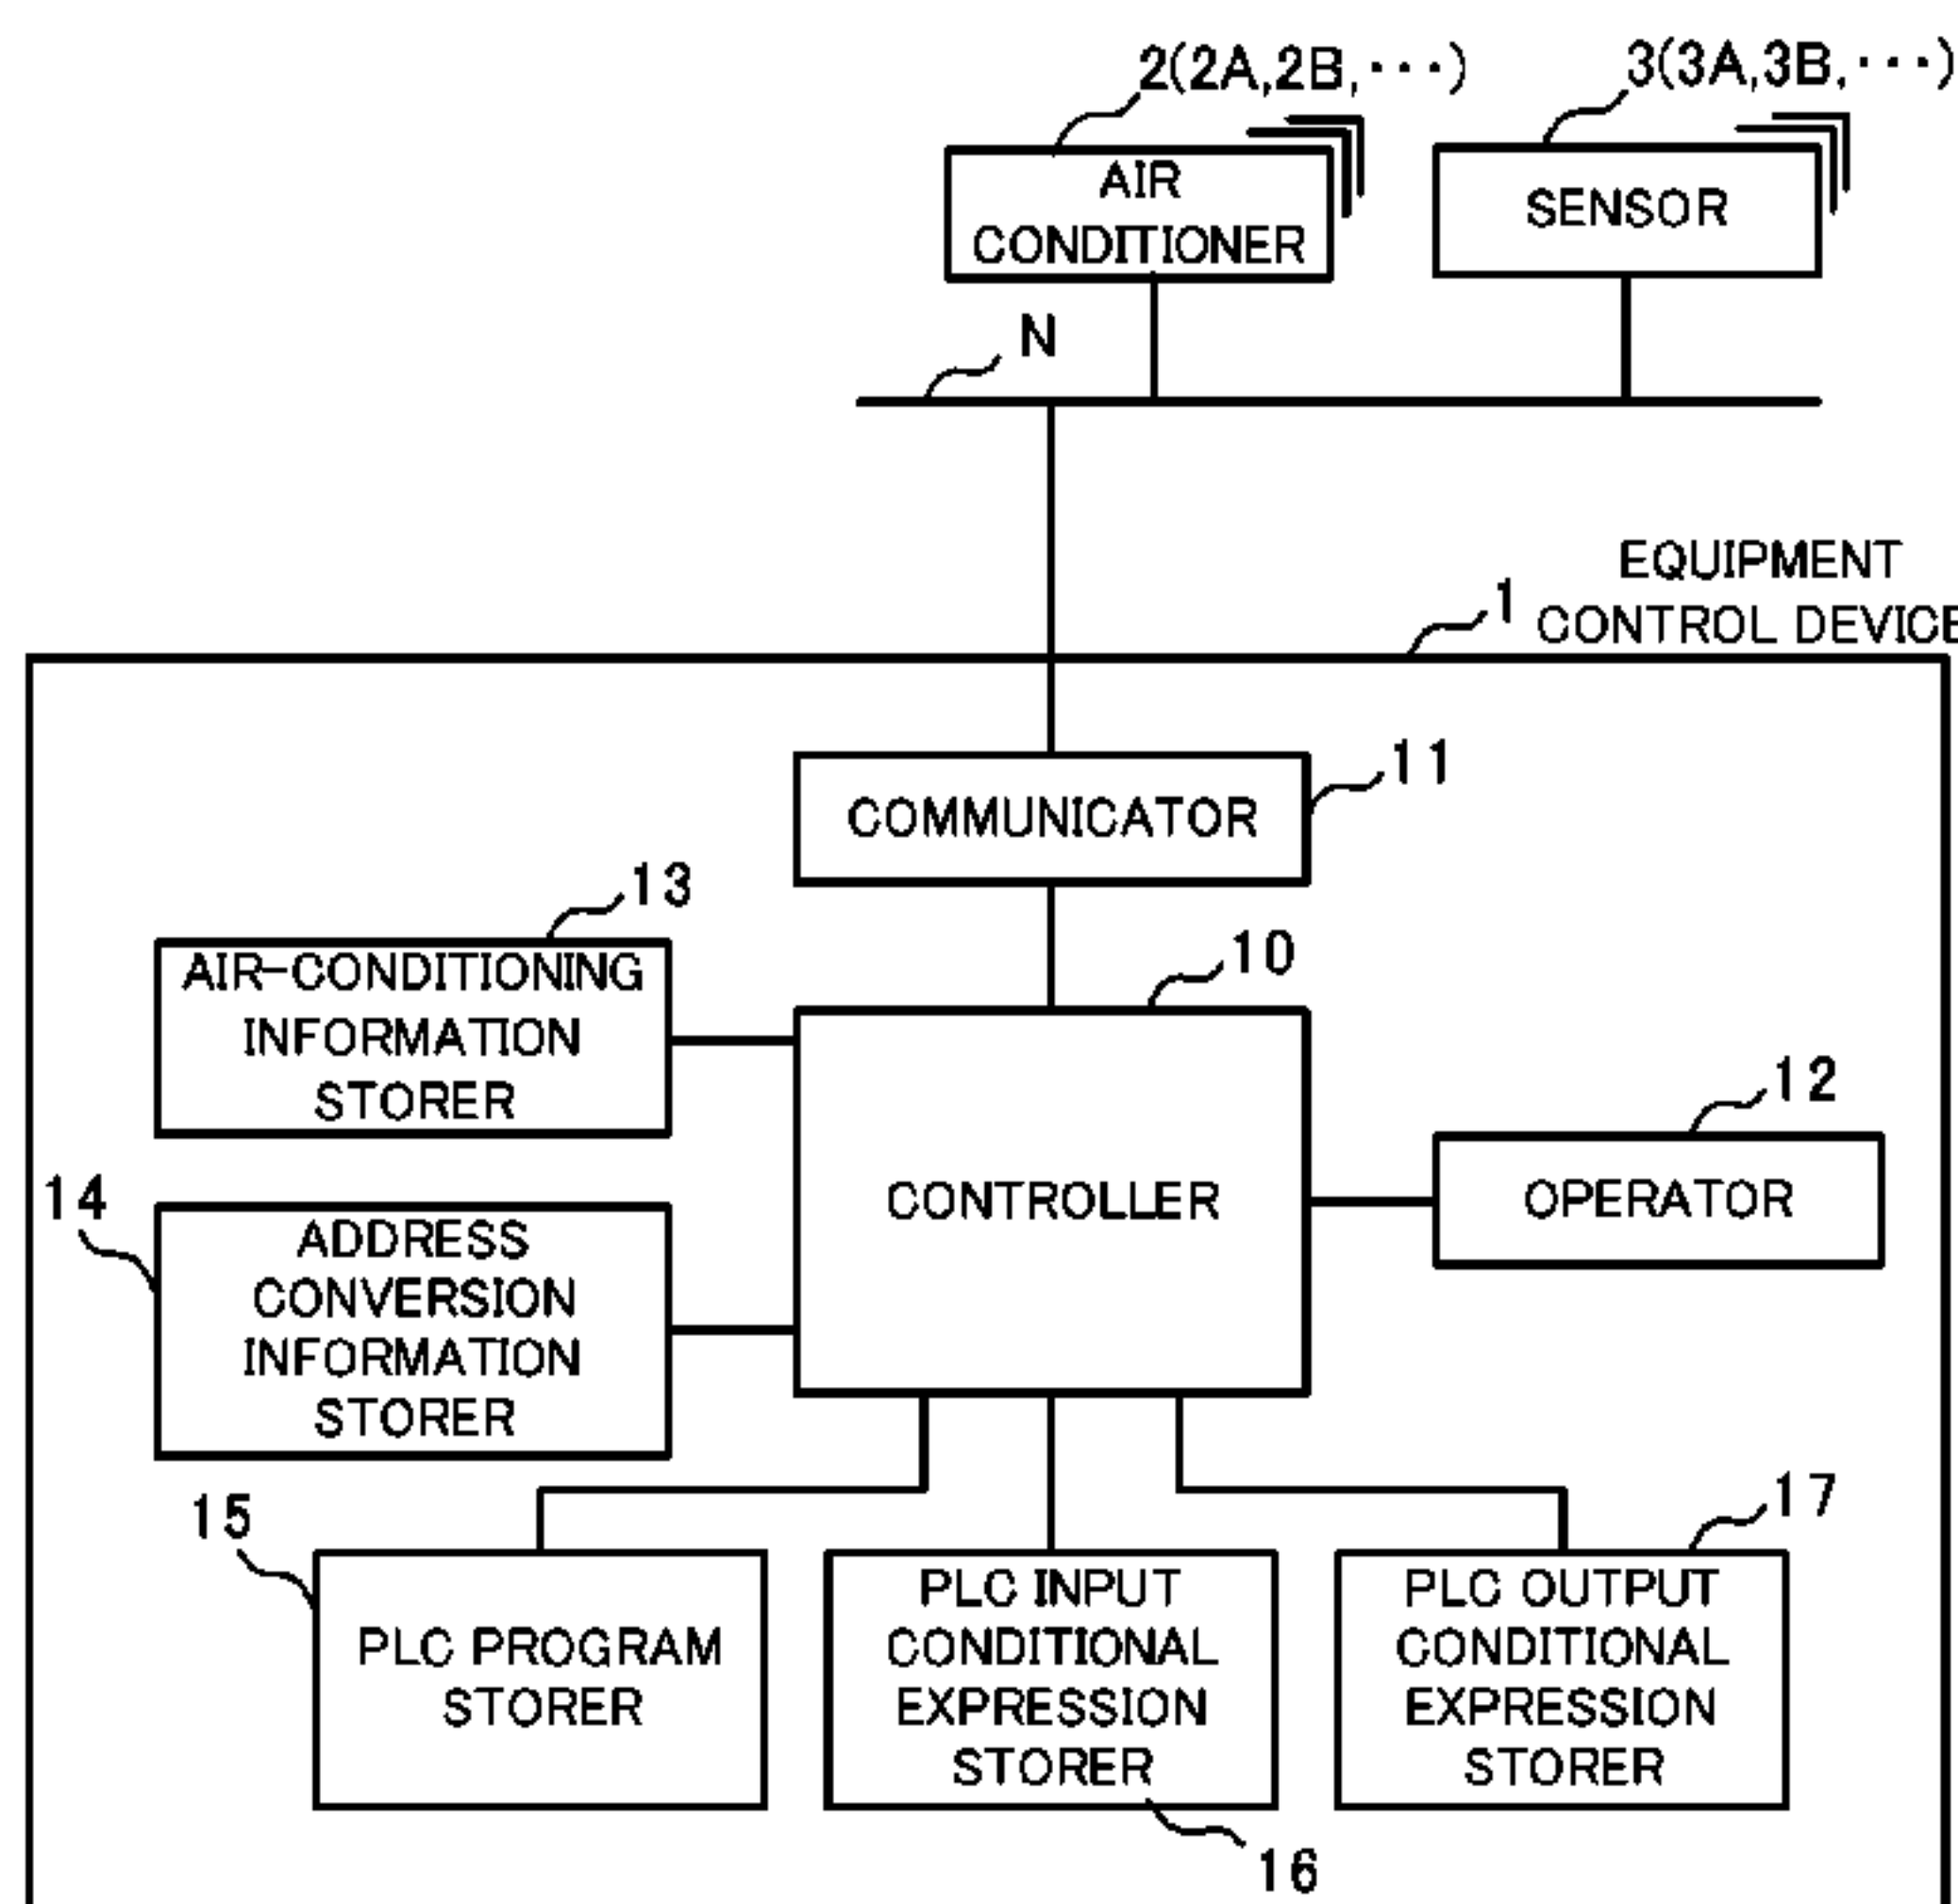 2(2A,2B,···)
3(3A,3B,···)
AIR
CONDITIONER
SENSOR
N
EQUIPMENT
1
CONTROL DEVICE
11
COMMUNICATOR
13
AIR-CONDITIONING
INFORMATION
STORER
10
CONTROLLER
12
OPERATOR
14
ADDRESS
CONVERSION
INFORMATION
STORER
15
PLC PROGRAM
STORER
PLC INPUT
CONDITIONAL
EXPRESSION
STORER
16
17
PLC OUTPUT
CONDITIONAL
EXPRESSION
STORER